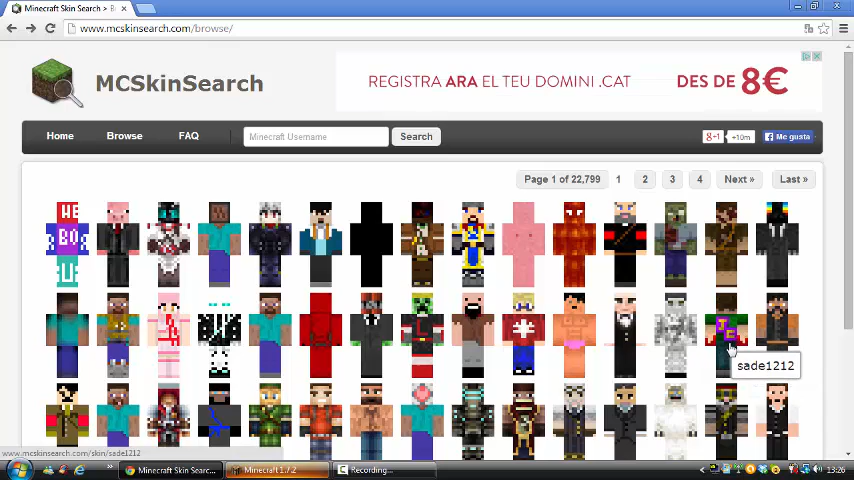 Minecraft Skin Search > B
www.mcskinsearch.com/browse/
MCSkinSearch
REGISTRA ARA EL TEU DOMINI .CAT DES DE 8€
Home Browse FAQ Minecraft Username Search +1 +10m Me gusta
Page 1 of 22,799 1 2 3 4 Next » Last »
HE
BO
U
sade1212
www.mcskinsearch.com/skin/sade1212
Minecraft Skin Searc... Minecraft 1.7.2 Recording... 13:26